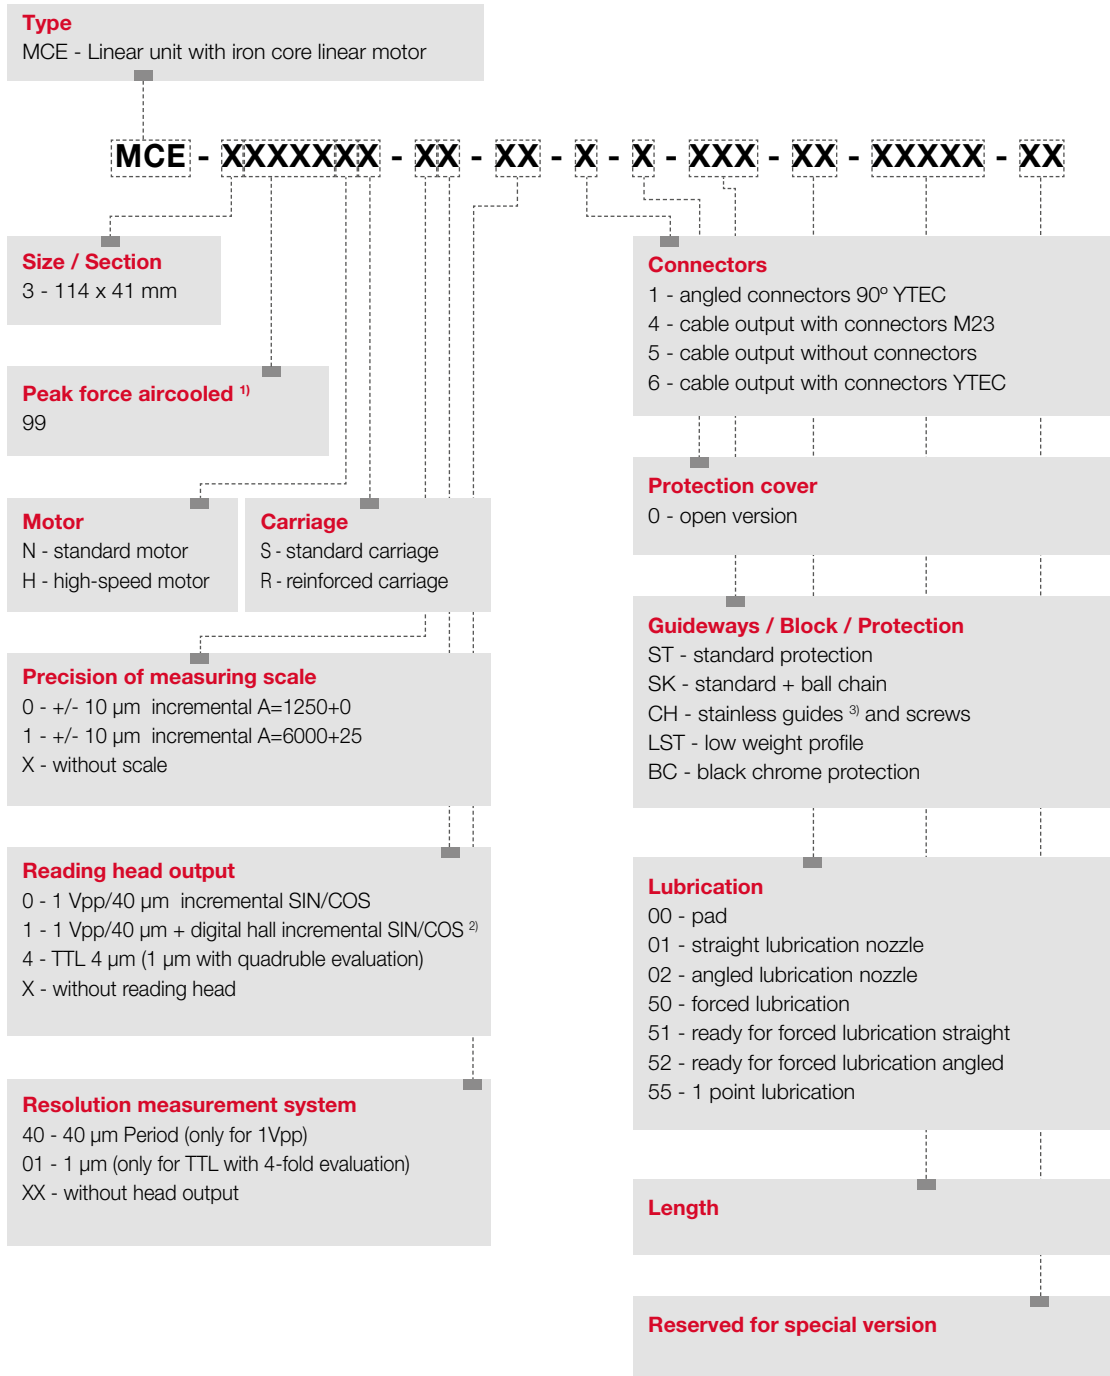 Type
MCE - Linear unit with iron core linear motor
MCE - XXXXXXX - XX - XX - X - X - XXX - XX - XXXXX - XX
Size / Section
3 - 114 x 41 mm
Peak force aircooled 1)
99
Motor
N - standard motor
H - high-speed motor
Carriage
S - standard carriage
R - reinforced carriage
Precision of measuring scale
0 - +/- 10 µm incremental A=1250+0
1 - +/- 10 µm incremental A=6000+25
X - without scale
Reading head output
0 - 1 Vpp/40 µm incremental SIN/COS
1 - 1 Vpp/40 µm + digital hall incremental SIN/COS 2)
4 - TTL 4 µm (1 µm with quadruble evaluation)
X - without reading head
Resolution measurement system
40 - 40 µm Period (only for 1Vpp)
01 - 1 µm (only for TTL with 4-fold evaluation)
XX - without head output
Connectors
1 - angled connectors 90º YTEC
4 - cable output with connectors M23
5 - cable output without connectors
6 - cable output with connectors YTEC
Protection cover
0 - open version
Guideways / Block / Protection
ST - standard protection
SK - standard + ball chain
CH - stainless guides 3) and screws
LST - low weight profile
BC - black chrome protection
Lubrication
00 - pad
01 - straight lubrication nozzle
02 - angled lubrication nozzle
50 - forced lubrication
51 - ready for forced lubrication straight
52 - ready for forced lubrication angled
55 - 1 point lubrication
Length
Reserved for special version